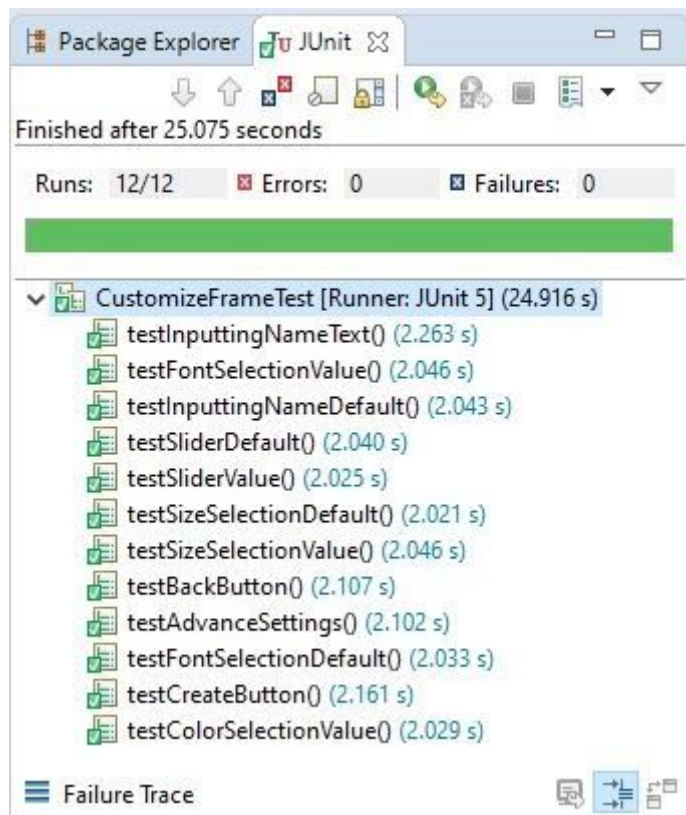 Package Explorer JUnit
Finished after 25.075 seconds
Runs: 12/12 Errors: 0 Failures: 0
CustomizeFrameTest [Runner: JUnit 5] (24.916 s)
testInputtingNameText() (2.263 s)
testFontSelectionValue() (2.046 s)
testInputtingNameDefault() (2.043 s)
testSliderDefault() (2.040 s)
testSliderValue() (2.025 s)
testSizeSelectionDefault() (2.021 s)
testSizeSelectionValue() (2.046 s)
testBackButton() (2.107 s)
testAdvanceSettings() (2.102 s)
testFontSelectionDefault() (2.033 s)
testCreateButton() (2.161 s)
testColorSelectionValue() (2.029 s)
Failure Trace